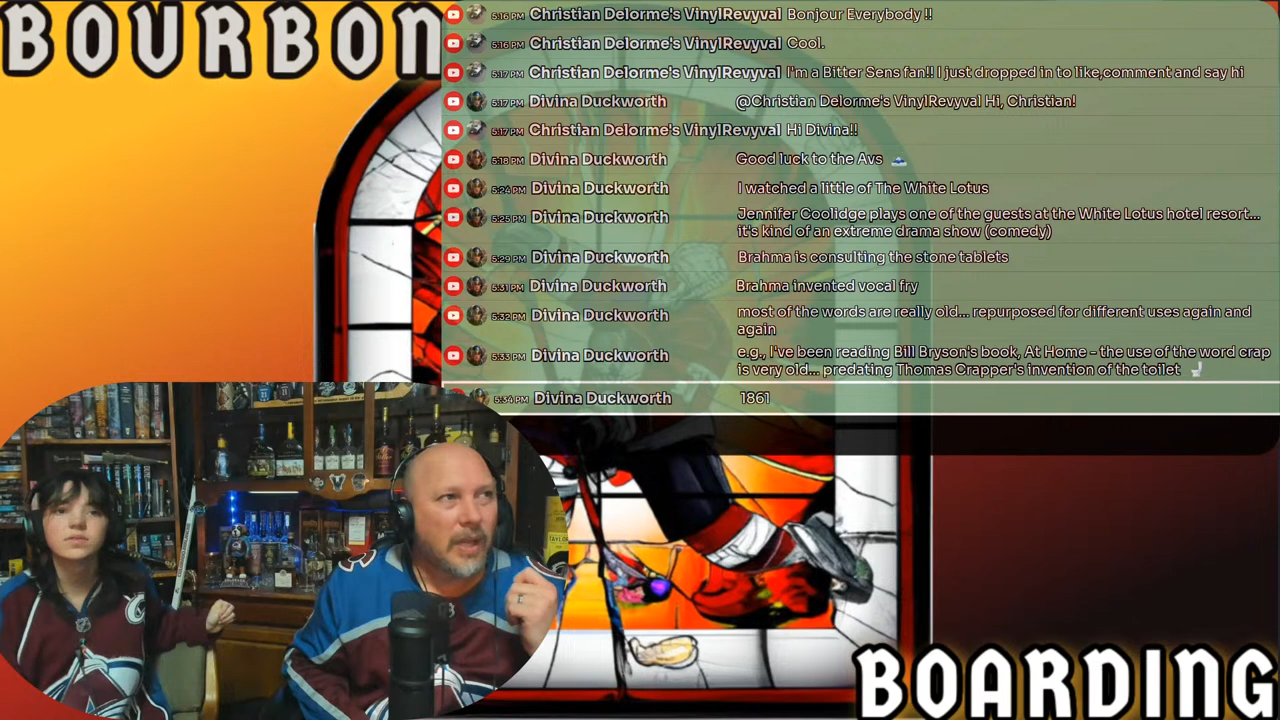 BOURBON
5:16 PM Christian Delorme's VinylRevyval Bonjour Everybody !!
5:16 PM Christian Delorme's VinylRevyval Cool.
5:17 PM Christian Delorme's VinylRevyval I'm a Bitter Sens fan!! I just dropped in to like,comment and say hi
5:17 PM Divina Duckworth @Christian Delorme's VinylRevyval Hi, Christian!
5:17 PM Christian Delorme's VinylRevyval Hi Divina!!
5:18 PM Divina Duckworth Good luck to the Avs
5:24 PM Divina Duckworth I watched a little of The White Lotus
5:25 PM Divina Duckworth Jennifer Coolidge plays one of the guests at the White Lotus hotel resort...
it's kind of an extreme drama show (comedy)
5:29 PM Divina Duckworth Brahma is consulting the stone tablets
5:31 PM Divina Duckworth Brahma invented vocal fry
5:32 PM Divina Duckworth most of the words are really old... repurposed for different uses again and
again
5:33 PM Divina Duckworth e.g., I've been reading Bill Bryson's book, At Home - the use of the word crap
is very old... predating Thomas Crapper's invention of the toilet
5:34 PM Divina Duckworth 1861
BOARDING